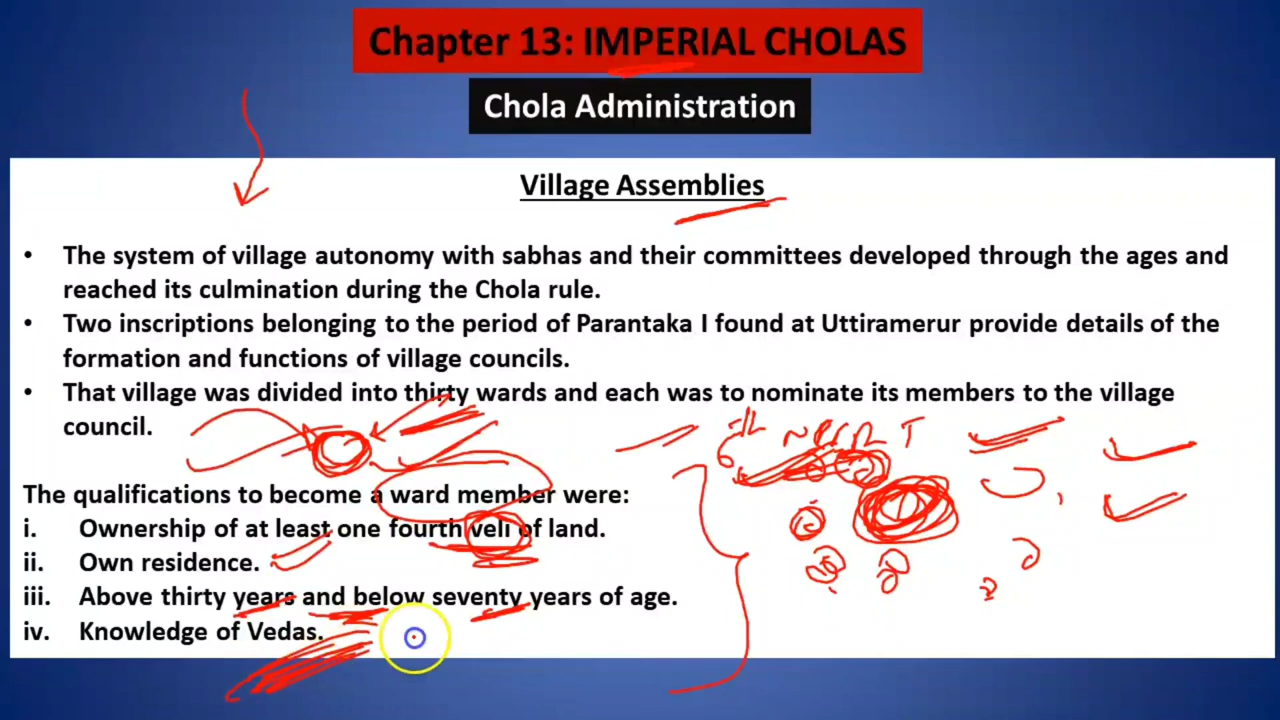 Chapter 13: IMPERIAL CHOLAS
Chola Administration
Village Assemblies
• The system of village autonomy with sabhas and their committees developed through the ages and
reached its culmination during the Chola rule.
• Two inscriptions belonging to the period of Parantaka I found at Uttiramerur provide details of the
formation and functions of village councils.
• That village was divided into thirty wards and each was to nominate its members to the village
council.
The qualifications to become a ward member were:
i. Ownership of at least one fourth veli of land.
ii. Own residence.
iii. Above thirty years and below seventy years of age.
iv. Knowledge of Vedas.